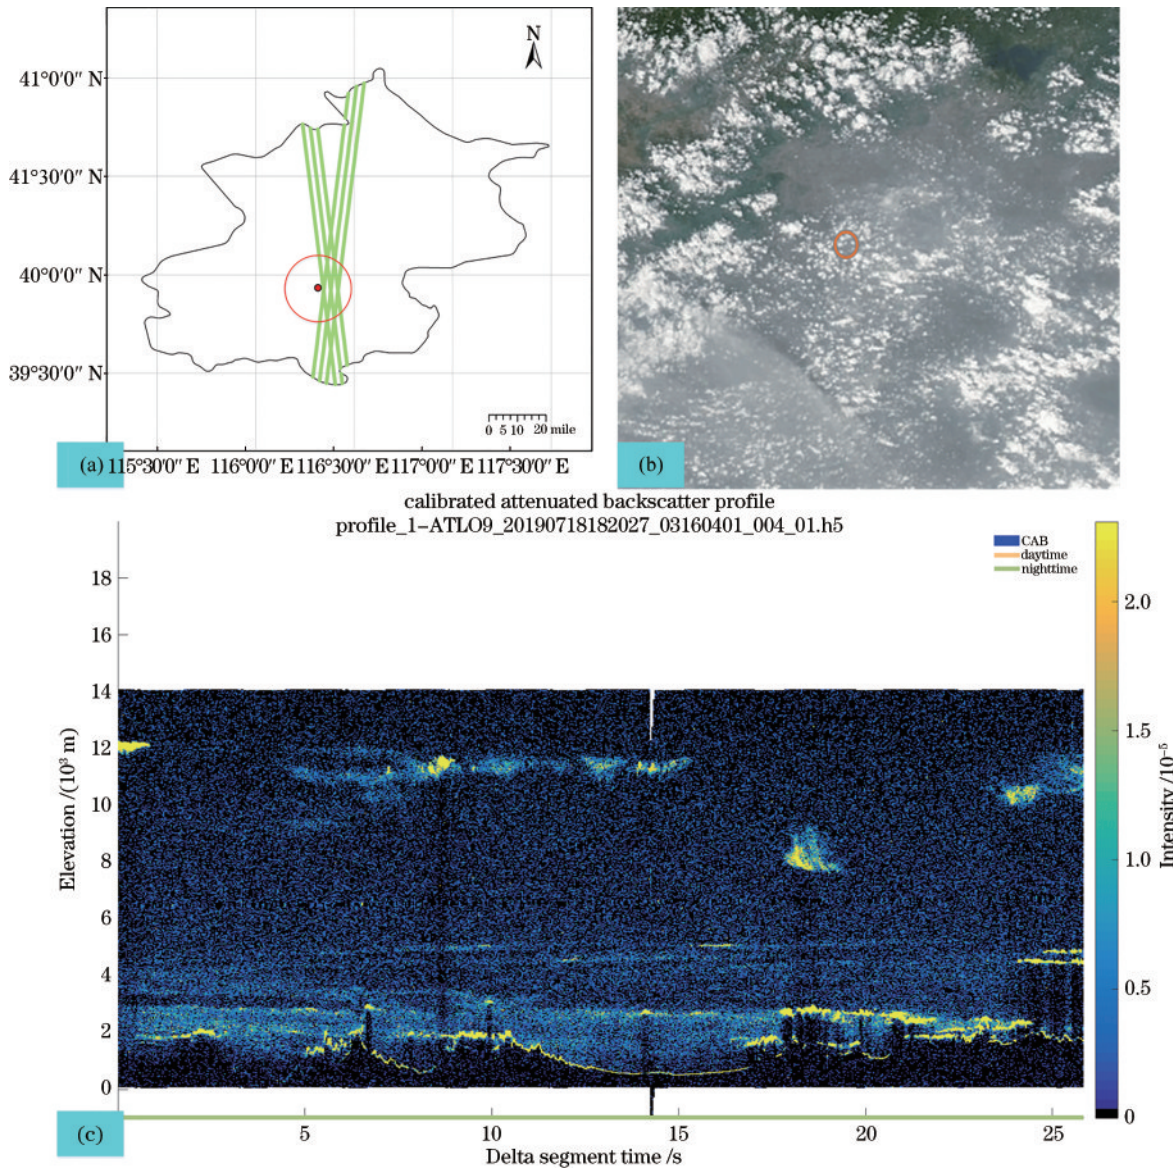 N
41°0′0″ N
41°30′0″ N
40°0′0″ N
39°30′0″ N
0 5 10 20 mile
(a)
115°30′0″ E 116°0′0″ E 116°30′0″ E 117°0′0″ E 117°30′0″ E
(b)
calibrated attenuated backscatter profile
profile_1-ATLO9_20190718182027_03160401_004_01.h5
CAB
daytime
nighttime
18
16
14
12
10
8
6
4
2
0
Elevation /(10³ m)
2.0
1.5
1.0
0.5
0
Intensity /10⁻⁵
(c)
5 10 15 20 25
Delta segment time /s